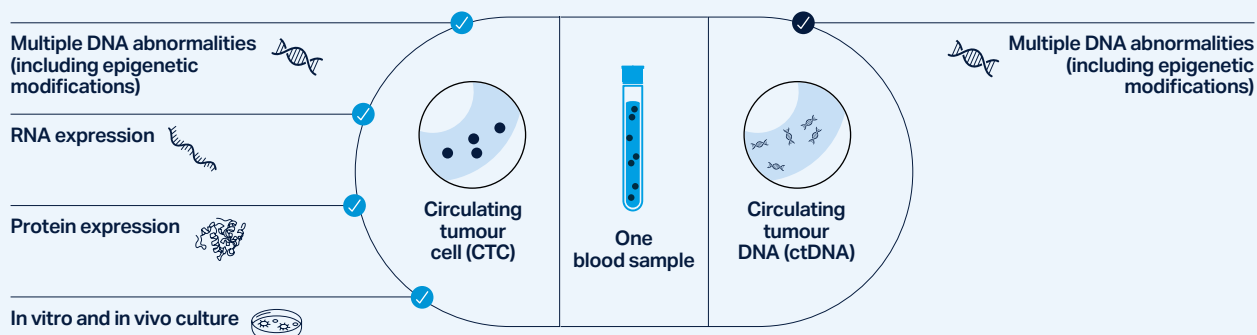 Multiple DNA abnormalities
(including epigenetic
modifications)
RNA expression
Protein expression
In vitro and in vivo culture
Circulating
tumour
cell (CTC)
One
blood sample
Circulating
tumour
DNA (ctDNA)
Multiple DNA abnormalities
(including epigenetic
modifications)